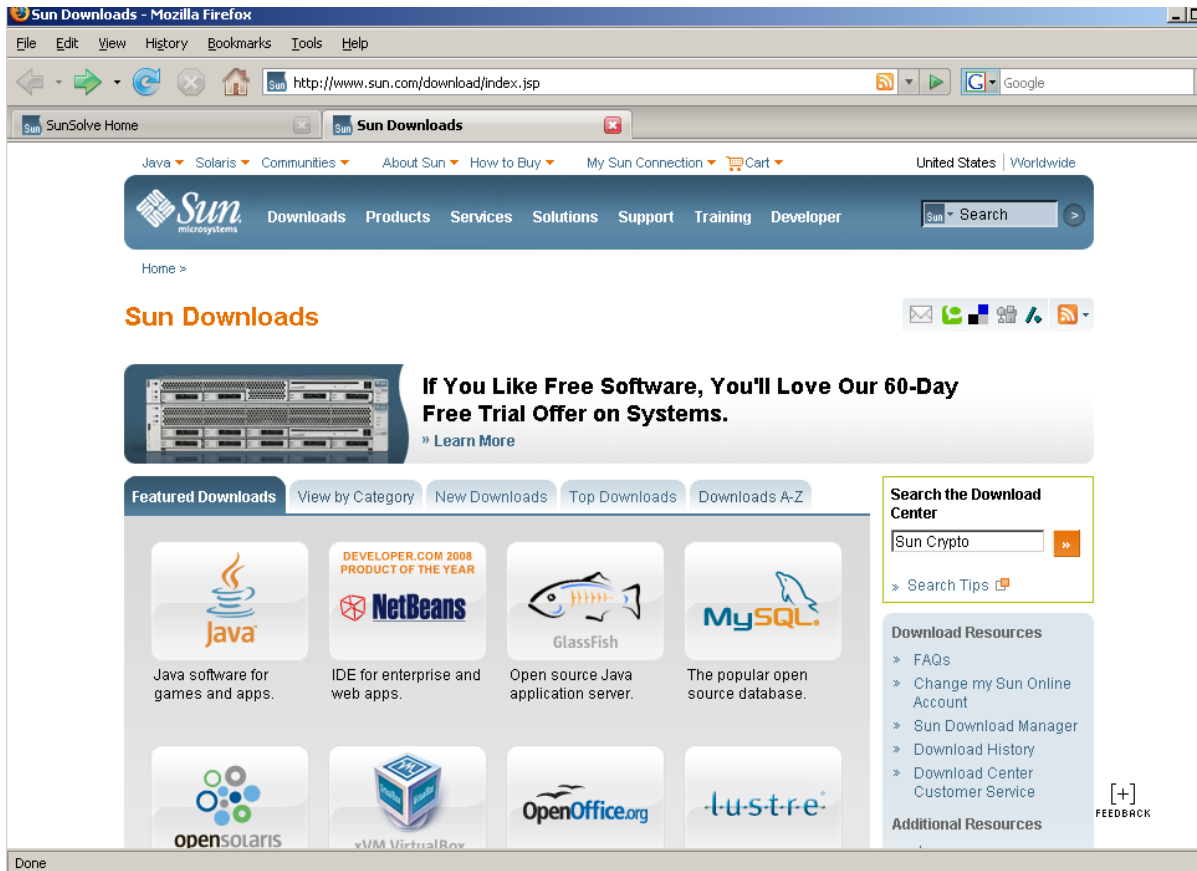 Sun Downloads - Mozilla Firefox
File Edit View History Bookmarks Tools Help
Sun http://www.sun.com/download/index.jsp G Google
Sun SunSolve Home Sun Sun Downloads
Java Solaris Communities About Sun How to Buy My Sun Connection Cart United States | Worldwide
Sun microsystems Downloads Products Services Solutions Support Training Developer Sun Search
Home >
Sun Downloads
If You Like Free Software, You'll Love Our 60-Day
Free Trial Offer on Systems.
» Learn More
Featured Downloads View by Category New Downloads Top Downloads Downloads A-Z
Java
Java software for
games and apps.
DEVELOPER.COM 2008
PRODUCT OF THE YEAR
NetBeans
IDE for enterprise and
web apps.
GlassFish
Open source Java
application server.
MySQL.
The popular open
source database.
opensolaris
xVM VirtualBox
OpenOffice.org
lustre
Search the Download
Center
Sun Crypto »
» Search Tips
Download Resources
» FAQs
» Change my Sun Online
Account
» Sun Download Manager
» Download History
» Download Center
Customer Service
Additional Resources
[+]
FEEDBACK
Done